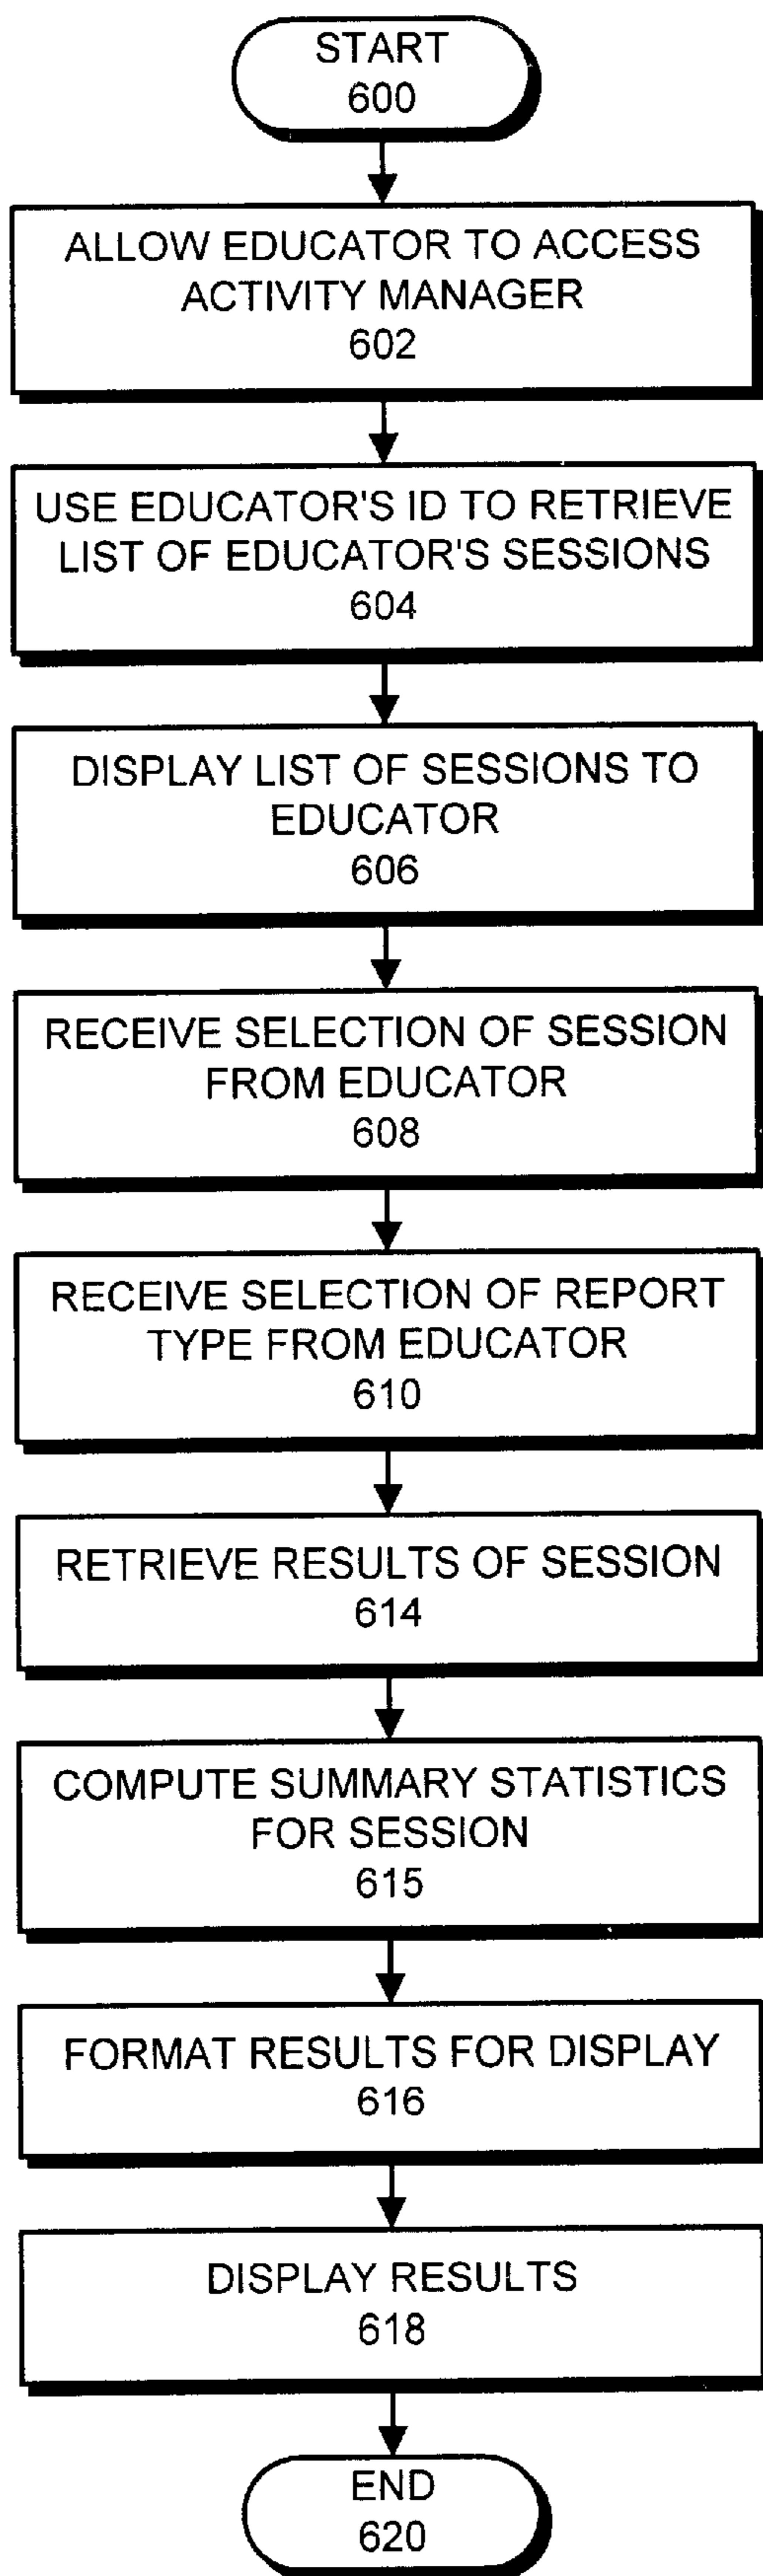 START
600
ALLOW EDUCATOR TO ACCESS
ACTIVITY MANAGER
602
USE EDUCATOR'S ID TO RETRIEVE
LIST OF EDUCATOR'S SESSIONS
604
DISPLAY LIST OF SESSIONS TO
EDUCATOR
606
RECEIVE SELECTION OF SESSION
FROM EDUCATOR
608
RECEIVE SELECTION OF REPORT
TYPE FROM EDUCATOR
610
RETRIEVE RESULTS OF SESSION
614
COMPUTE SUMMARY STATISTICS
FOR SESSION
615
FORMAT RESULTS FOR DISPLAY
616
DISPLAY RESULTS
618
END
620